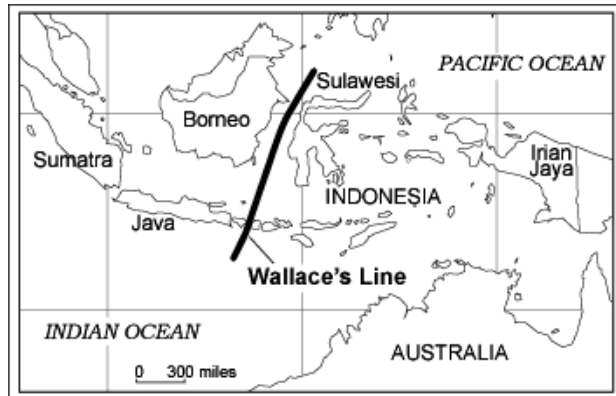 PACIFIC OCEAN
Sulawesi
Borneo
Sumatra
Irian
Jaya
INDONESIA
Java
Wallace's Line
INDIAN OCEAN
AUSTRALIA
0 300 miles